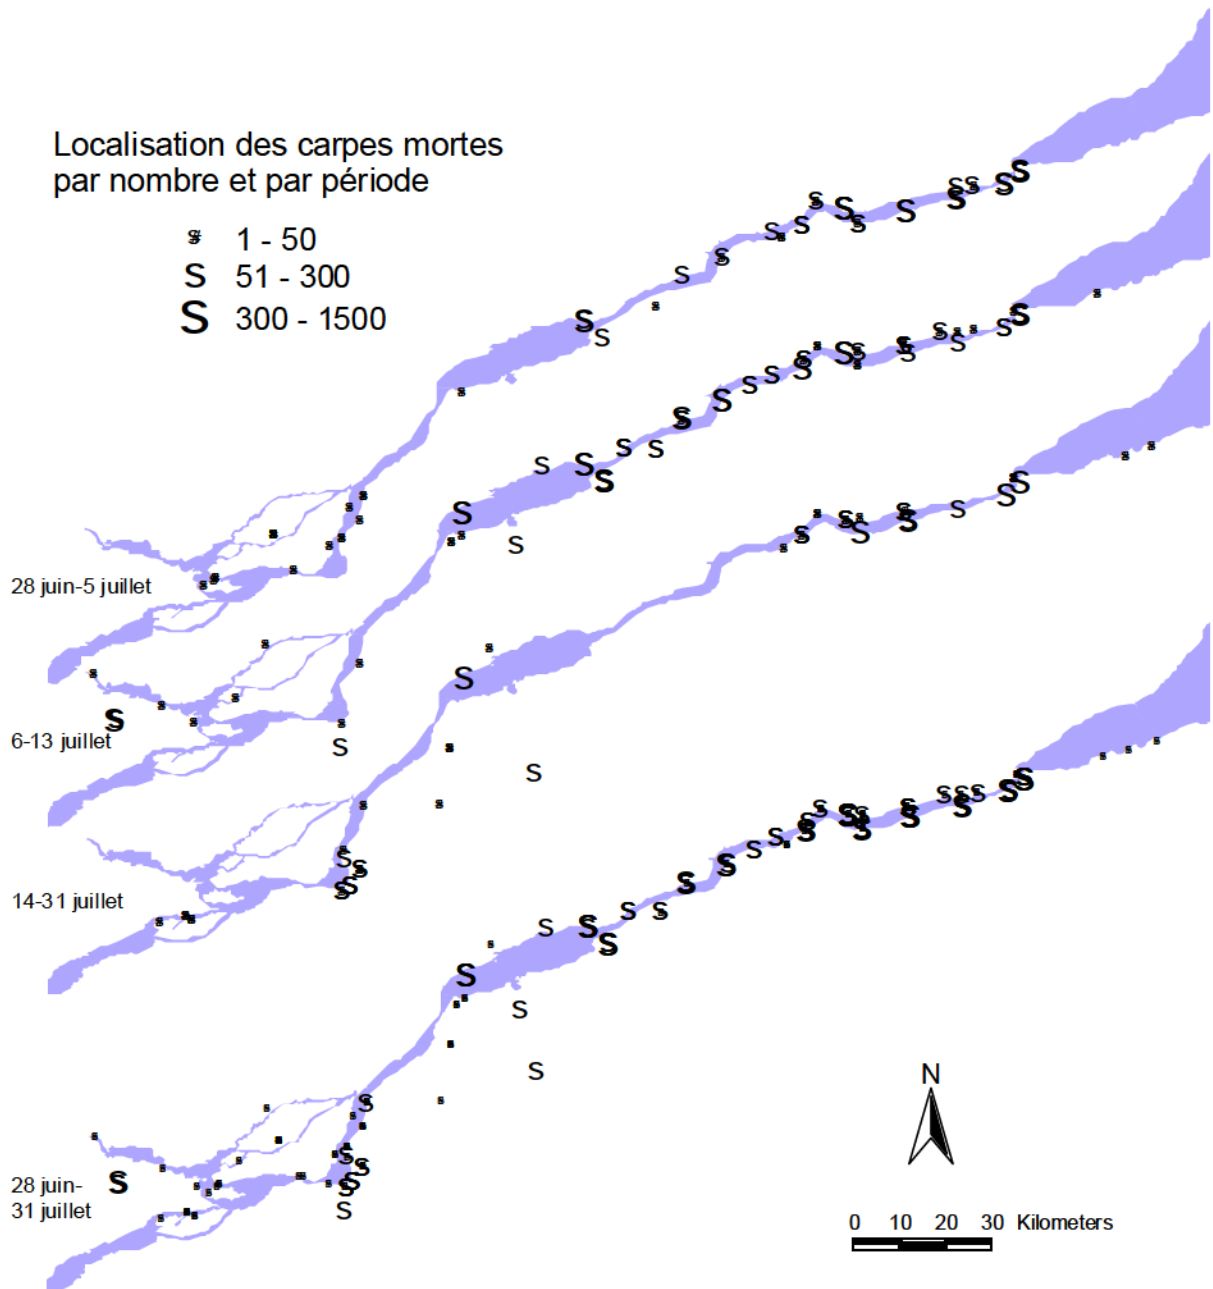 Localisation des carpes mortes
par nombre et par période
S 1 - 50
S 51 - 300
S 300 - 1500
28 juin-5 juillet
6-13 juillet
14-31 juillet
28 juin-
31 juillet
N
0 10 20 30 Kilometers